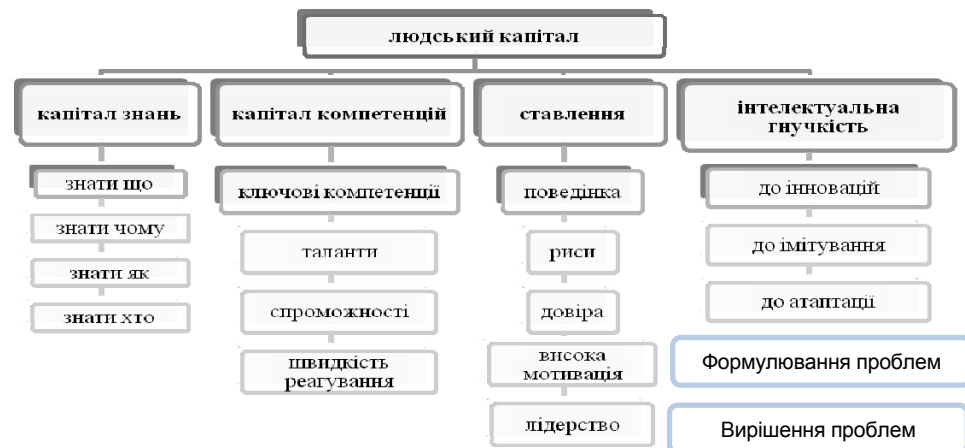 людський капітал
капітал знань
знати що
знати чому
знати як
знати хто
капітал компетенцій
ключові компетенції
таланти
спроможності
швидкість
реагування
ставлення
поведінка
риси
довіра
висока
мотивація
лідерство
інтелектуальна
гнучкість
до інновацій
до імітування
до атаптації
Формулювання проблем
Вирішення проблем